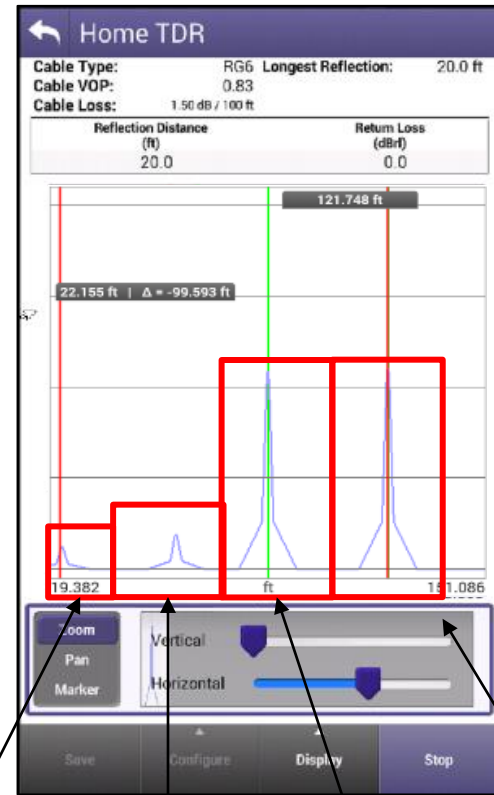 Home TDR
Cable Type: RG6 Longest Reflection: 20.0 ft
Cable VOP: 0.83
Cable Loss: 1.50 dB / 100 ft
Reflection Distance Return Loss
(ft) (dBrl)
20.0 0.0
121.748 ft
22.155 ft | Δ = -99.593 ft
19.382 ft 151.086
Zoom Vertical
Pan
Marker Horizontal
Save Configure Display Stop